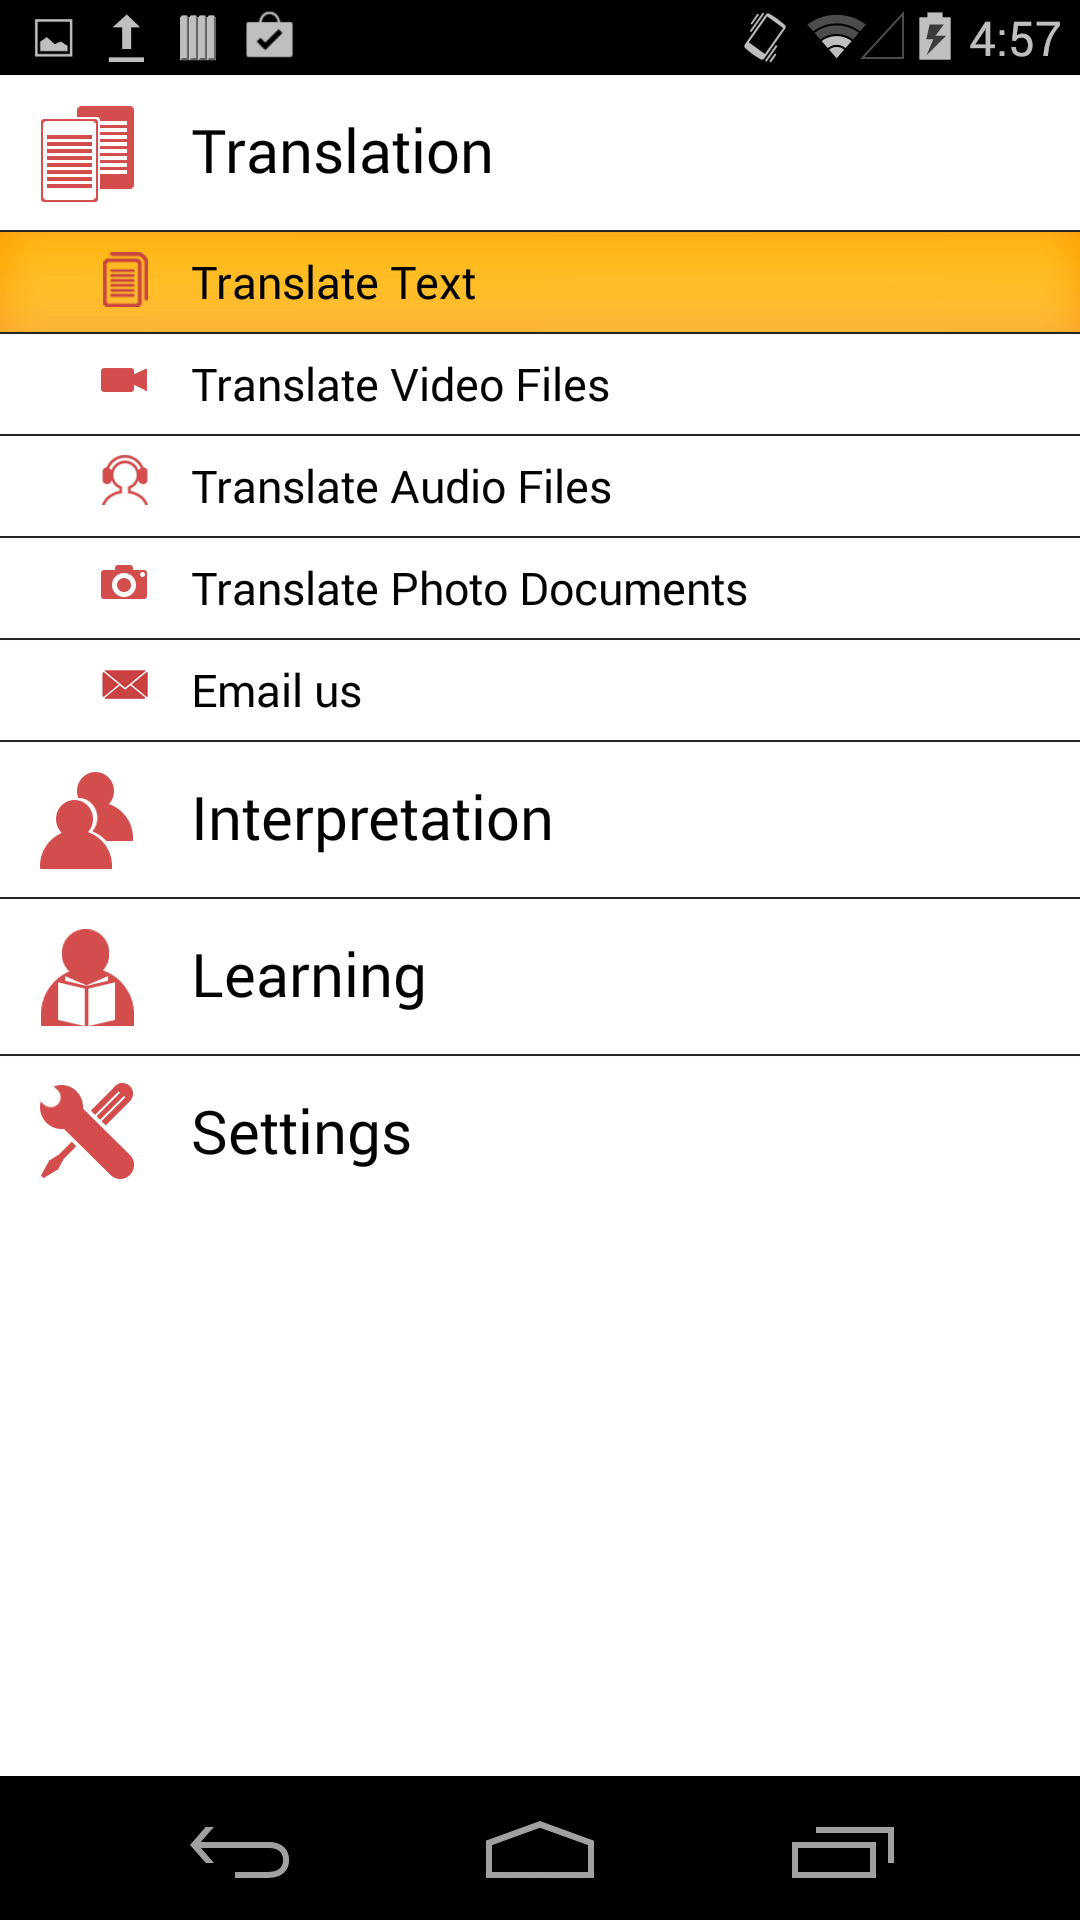 4:57
Translation
Translate Text
Translate Video Files
Translate Audio Files
Translate Photo Documents
Email us
Interpretation
Learning
Settings